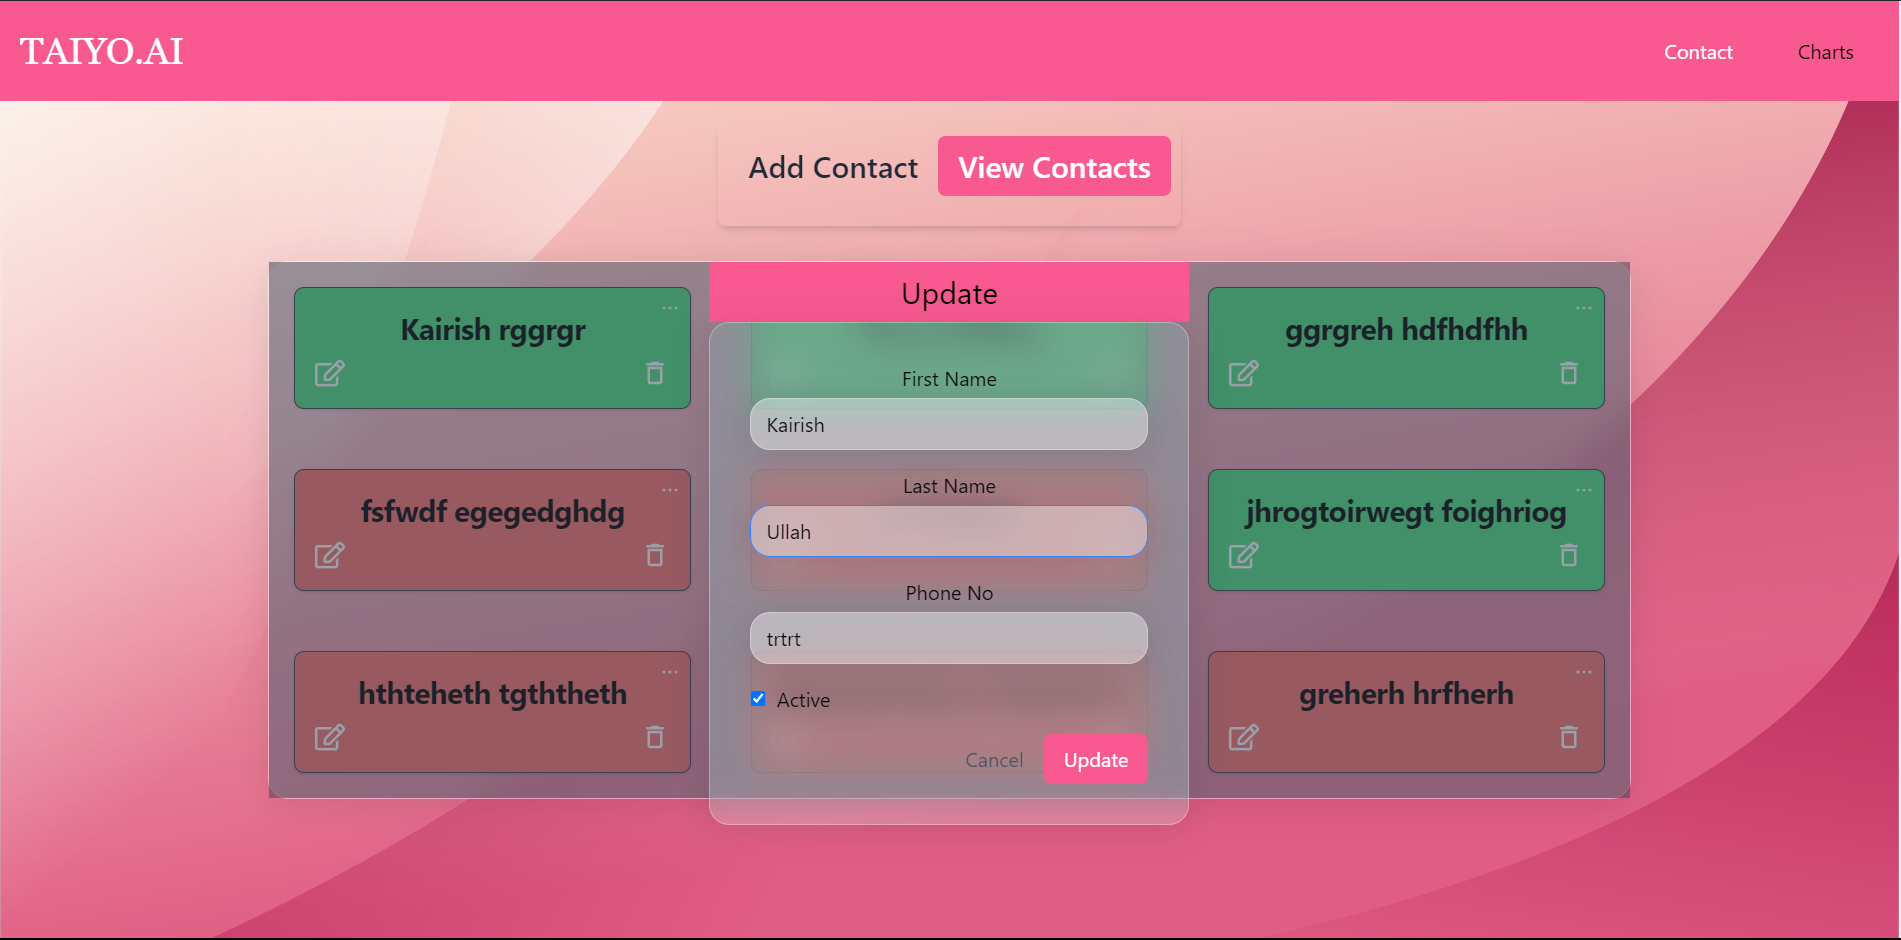 TAIYO.AI
Contact
Charts
Add Contact
View Contacts
Update
Kairish rggrgr
ggrgreh hdfhdfhh
First Name
Kairish
Last Name
fsfwdf egegedghdg
jhrogtoirwegt foighriog
Ullah
Phone No
trtrt
hthteheth tgththeth
greherh hrfherh
Active
Cancel
Update